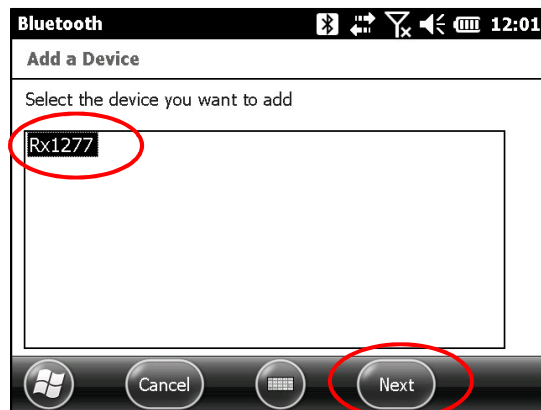 Bluetooth 12:01
Add a Device
Select the device you want to add
Rx1277
Cancel Next